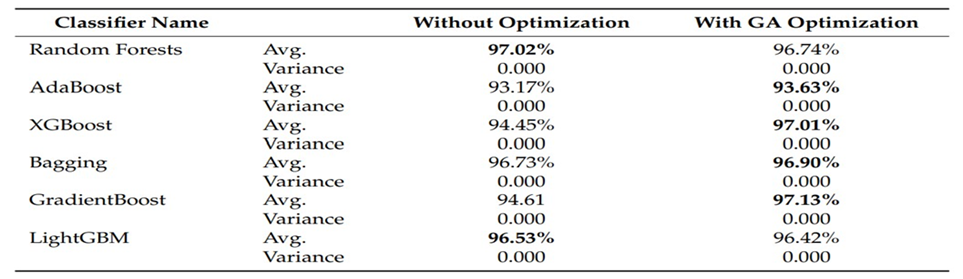 Classifier Name Without Optimization With GA Optimization
Random Forests Avg. 97.02% 96.74%
Variance 0.000 0.000
AdaBoost Avg. 93.17% 93.63%
Variance 0.000 0.000
XGBoost Avg. 94.45% 97.01%
Variance 0.000 0.000
Bagging Avg. 96.73% 96.90%
Variance 0.000 0.000
GradientBoost Avg. 94.61 97.13%
Variance 0.000 0.000
LightGBM Avg. 96.53% 96.42%
Variance 0.000 0.000